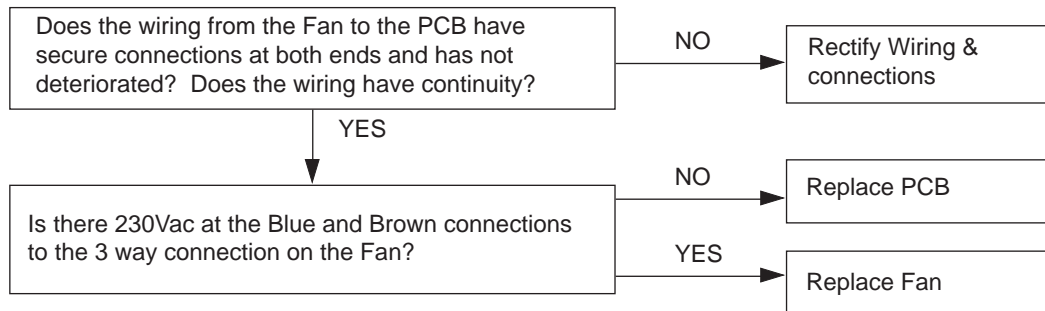 Does the wiring from the Fan to the PCB have
secure connections at both ends and has not
deteriorated?  Does the wiring have continuity?
NO
Rectify Wiring &
connections
YES
Is there 230Vac at the Blue and Brown connections
to the 3 way connection on the Fan?
NO
Replace PCB
YES
Replace Fan